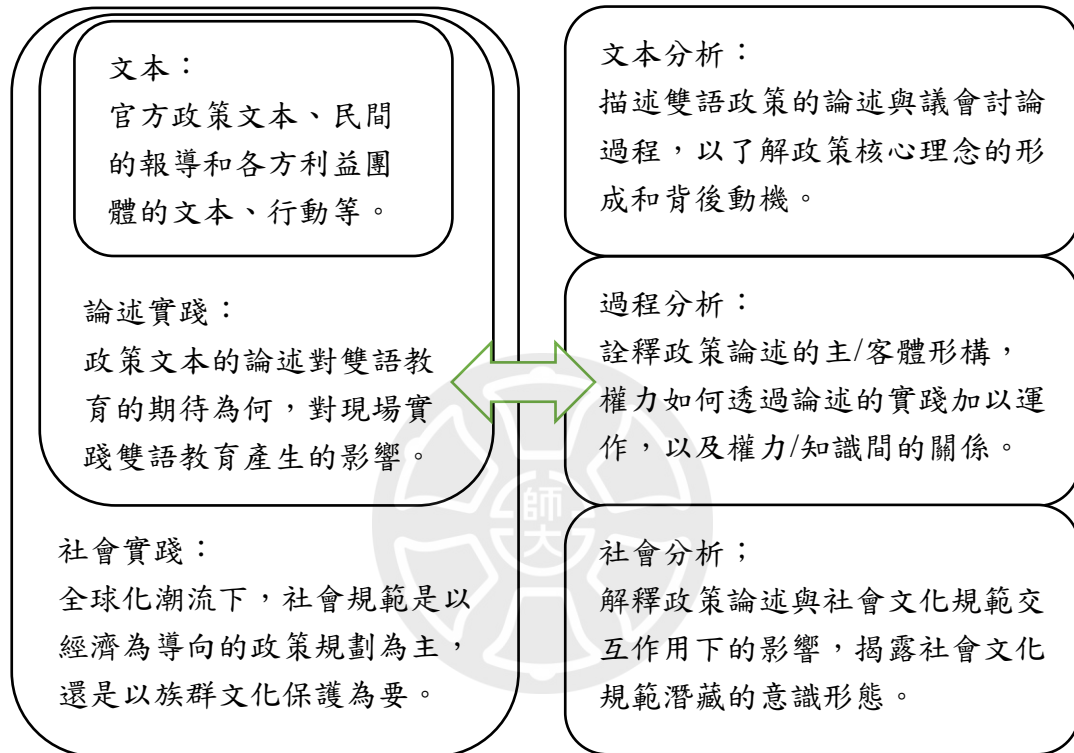 文本：
官方政策文本、民間
的報導和各方利益團
體的文本、行動等。
論述實踐：
政策文本的論述對雙語教
育的期待為何，對現場實
踐雙語教育產生的影響。
社會實踐：
全球化潮流下，社會規範是以
經濟為導向的政策規劃為主，
還是以族群文化保護為要。
文本分析：
描述雙語政策的論述與議會討論
過程，以了解政策核心理念的形
成和背後動機。
過程分析：
詮釋政策論述的主/客體形構，
權力如何透過論述的實踐加以運
作，以及權力/知識間的關係。
社會分析；
解釋政策論述與社會文化規範交
互作用下的影響，揭露社會文化
規範潛藏的意識形態。
師大